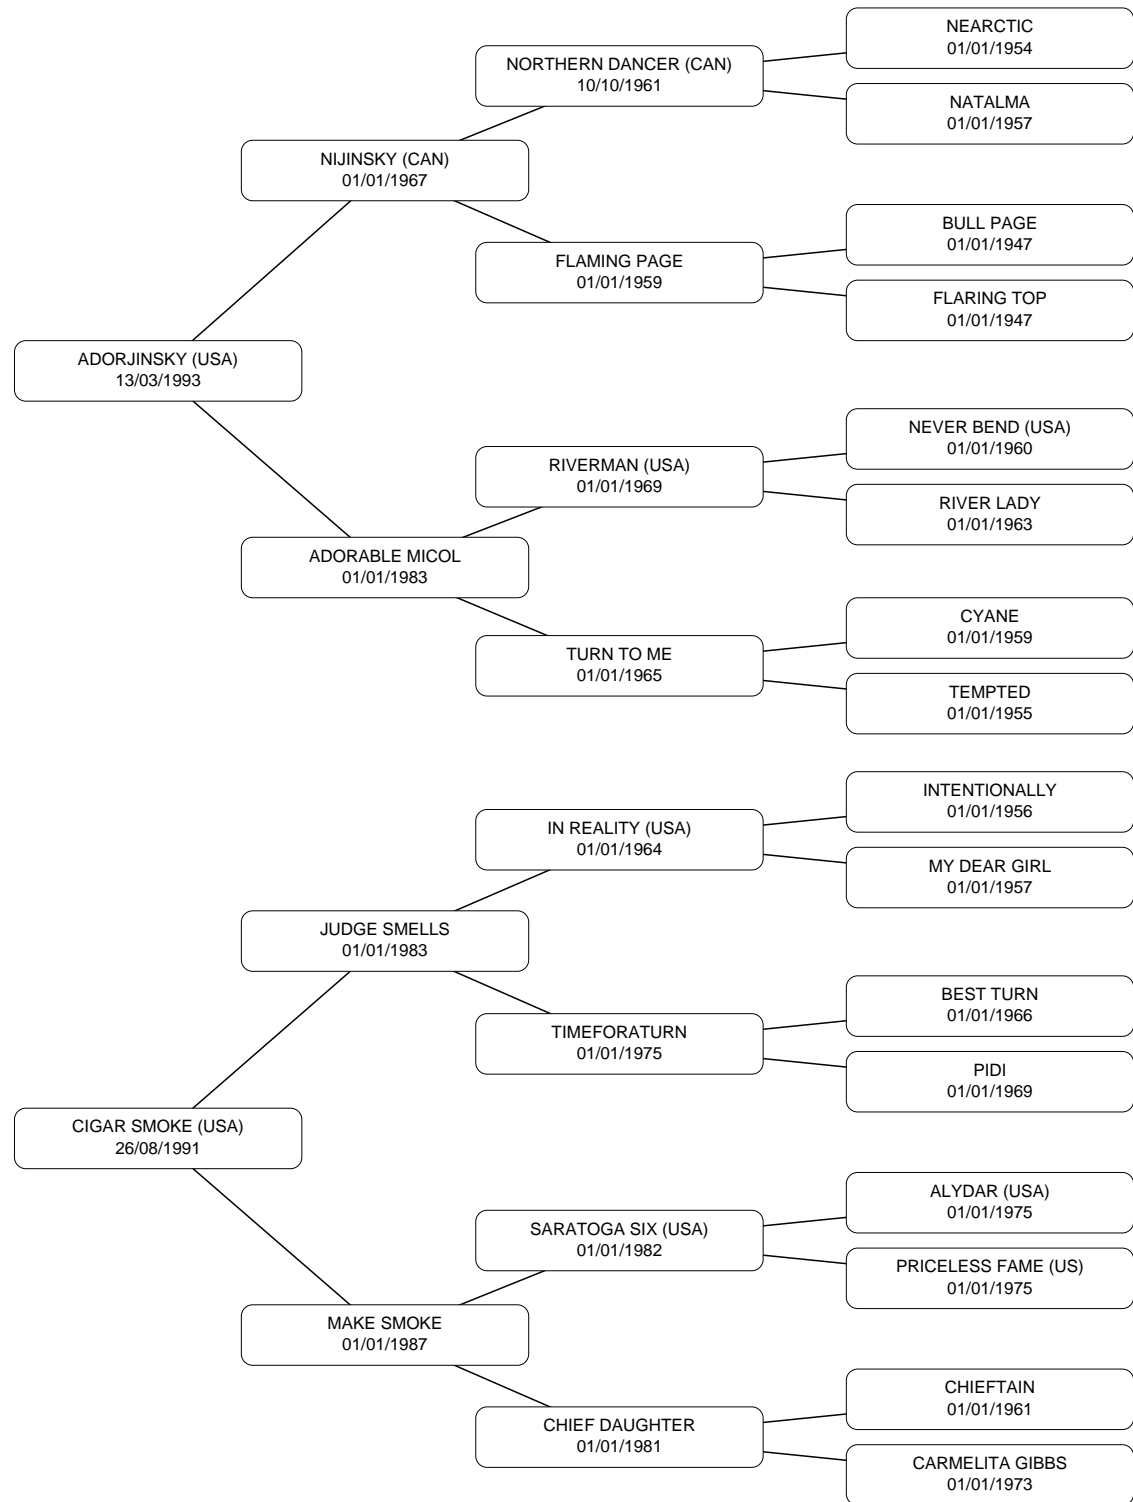 NEARCTIC
01/01/1954
NORTHERN DANCER (CAN)
10/10/1961
NATALMA
01/01/1957
NIJINSKY (CAN)
01/01/1967
BULL PAGE
01/01/1947
FLAMING PAGE
01/01/1959
FLARING TOP
01/01/1947
ADORJINSKY (USA)
13/03/1993
NEVER BEND (USA)
01/01/1960
RIVERMAN (USA)
01/01/1969
RIVER LADY
01/01/1963
ADORABLE MICOL
01/01/1983
CYANE
01/01/1959
TURN TO ME
01/01/1965
TEMPTED
01/01/1955
INTENTIONALLY
01/01/1956
IN REALITY (USA)
01/01/1964
MY DEAR GIRL
01/01/1957
JUDGE SMELLS
01/01/1983
BEST TURN
01/01/1966
TIMEFORATURN
01/01/1975
PIDI
01/01/1969
CIGAR SMOKE (USA)
26/08/1991
ALYDAR (USA)
01/01/1975
SARATOGA SIX (USA)
01/01/1982
PRICELESS FAME (US)
01/01/1975
MAKE SMOKE
01/01/1987
CHIEFTAIN
01/01/1961
CHIEF DAUGHTER
01/01/1981
CARMELITA GIBBS
01/01/1973